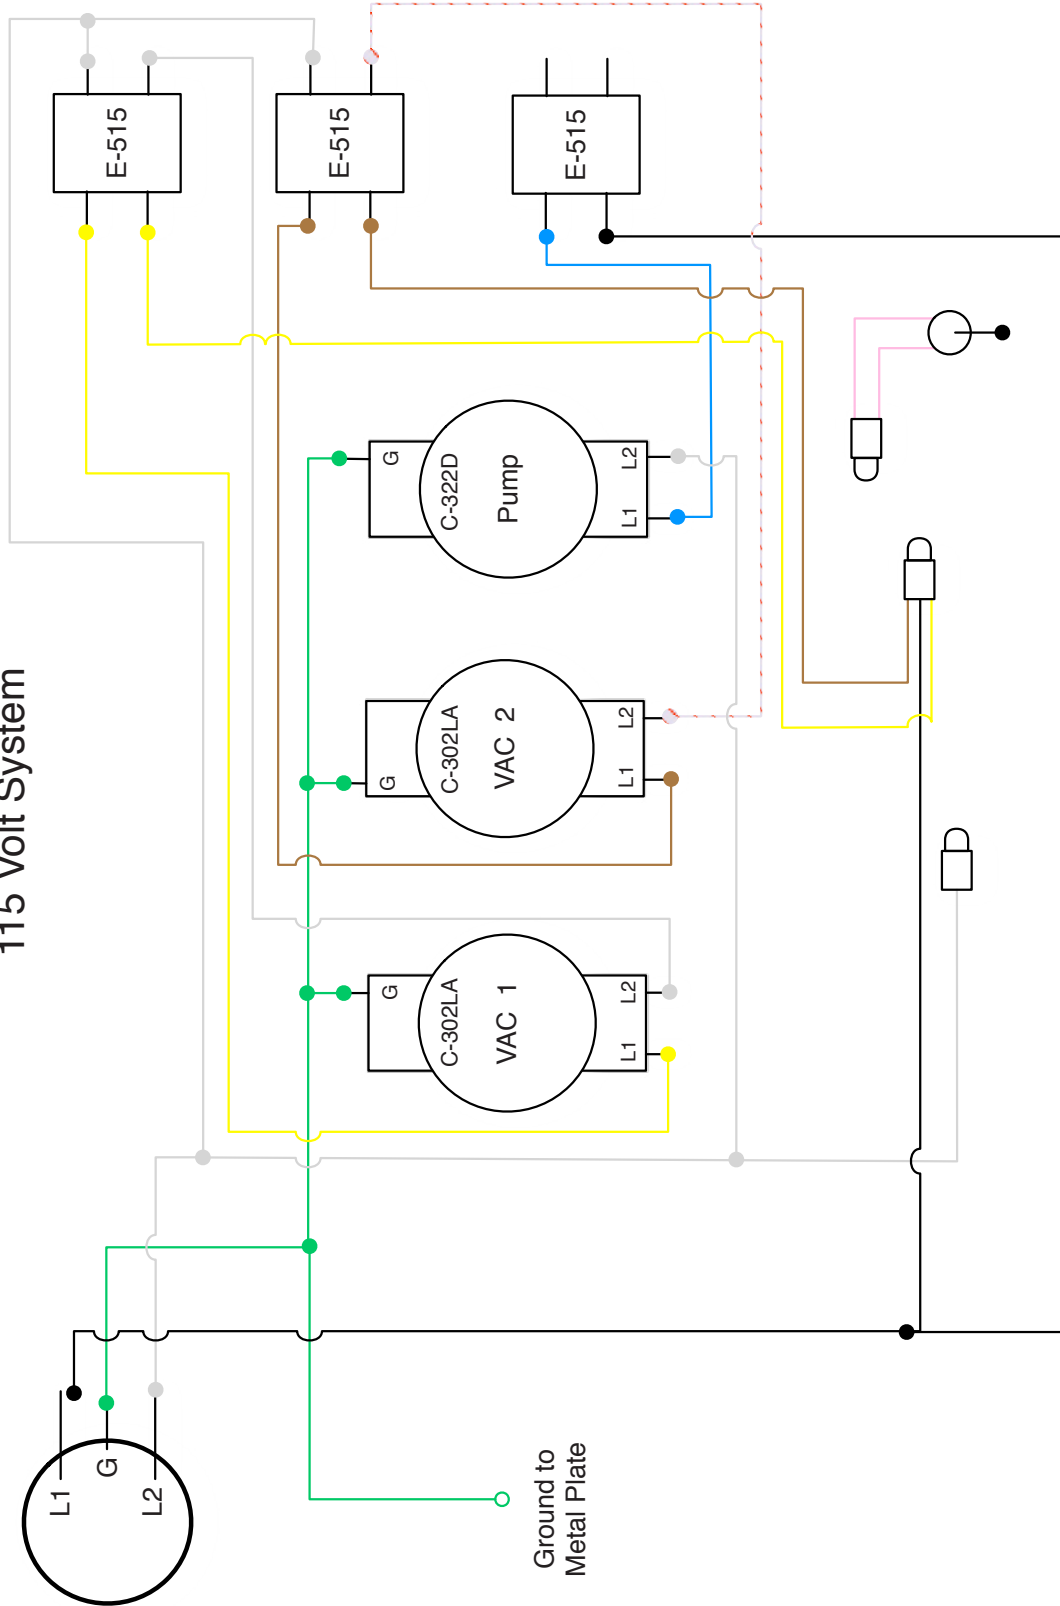 115 Volt System
L1
G
L2
Ground to
Metal Plate
G
C-302LA
VAC 1
L1
L2
G
C-302LA
VAC 2
L1
L2
G
C-322D
Pump
L1
L2
E-515
E-515
E-515